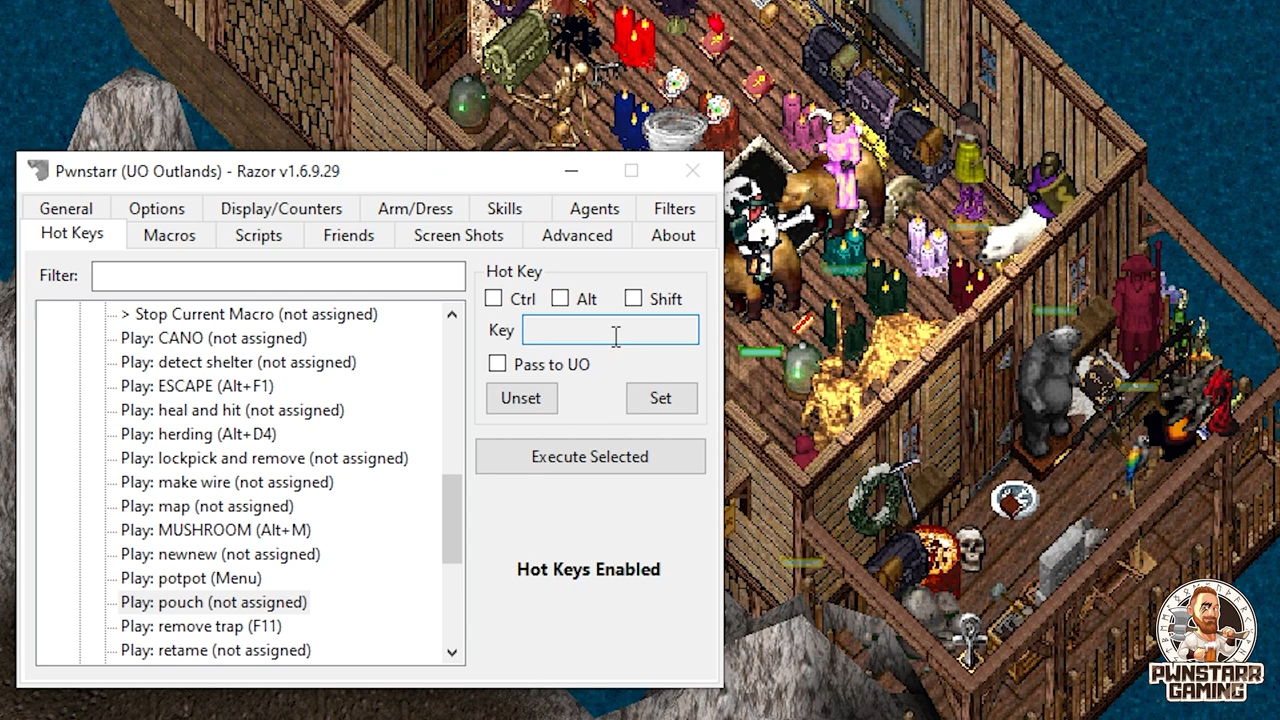 Pwnstarr (UO Outlands) - Razor v1.6.9.29
General Options Display/Counters Arm/Dress Skills Agents Filters
Hot Keys Macros Scripts Friends Screen Shots Advanced About
Filter:
> Stop Current Macro (not assigned)
Play: CANO (not assigned)
Play: detect shelter (not assigned)
Play: ESCAPE (Alt+F1)
Play: heal and hit (not assigned)
Play: herding (Alt+D4)
Play: lockpick and remove (not assigned)
Play: make wire (not assigned)
Play: map (not assigned)
Play: MUSHROOM (Alt+M)
Play: newnew (not assigned)
Play: potpot (Menu)
Play: pouch (not assigned)
Play: remove trap (F11)
Play: retame (not assigned)
Hot Key
Ctrl Alt Shift
Key
Pass to UO
Unset Set
Execute Selected
Hot Keys Enabled
PWNSTARR
GAMING